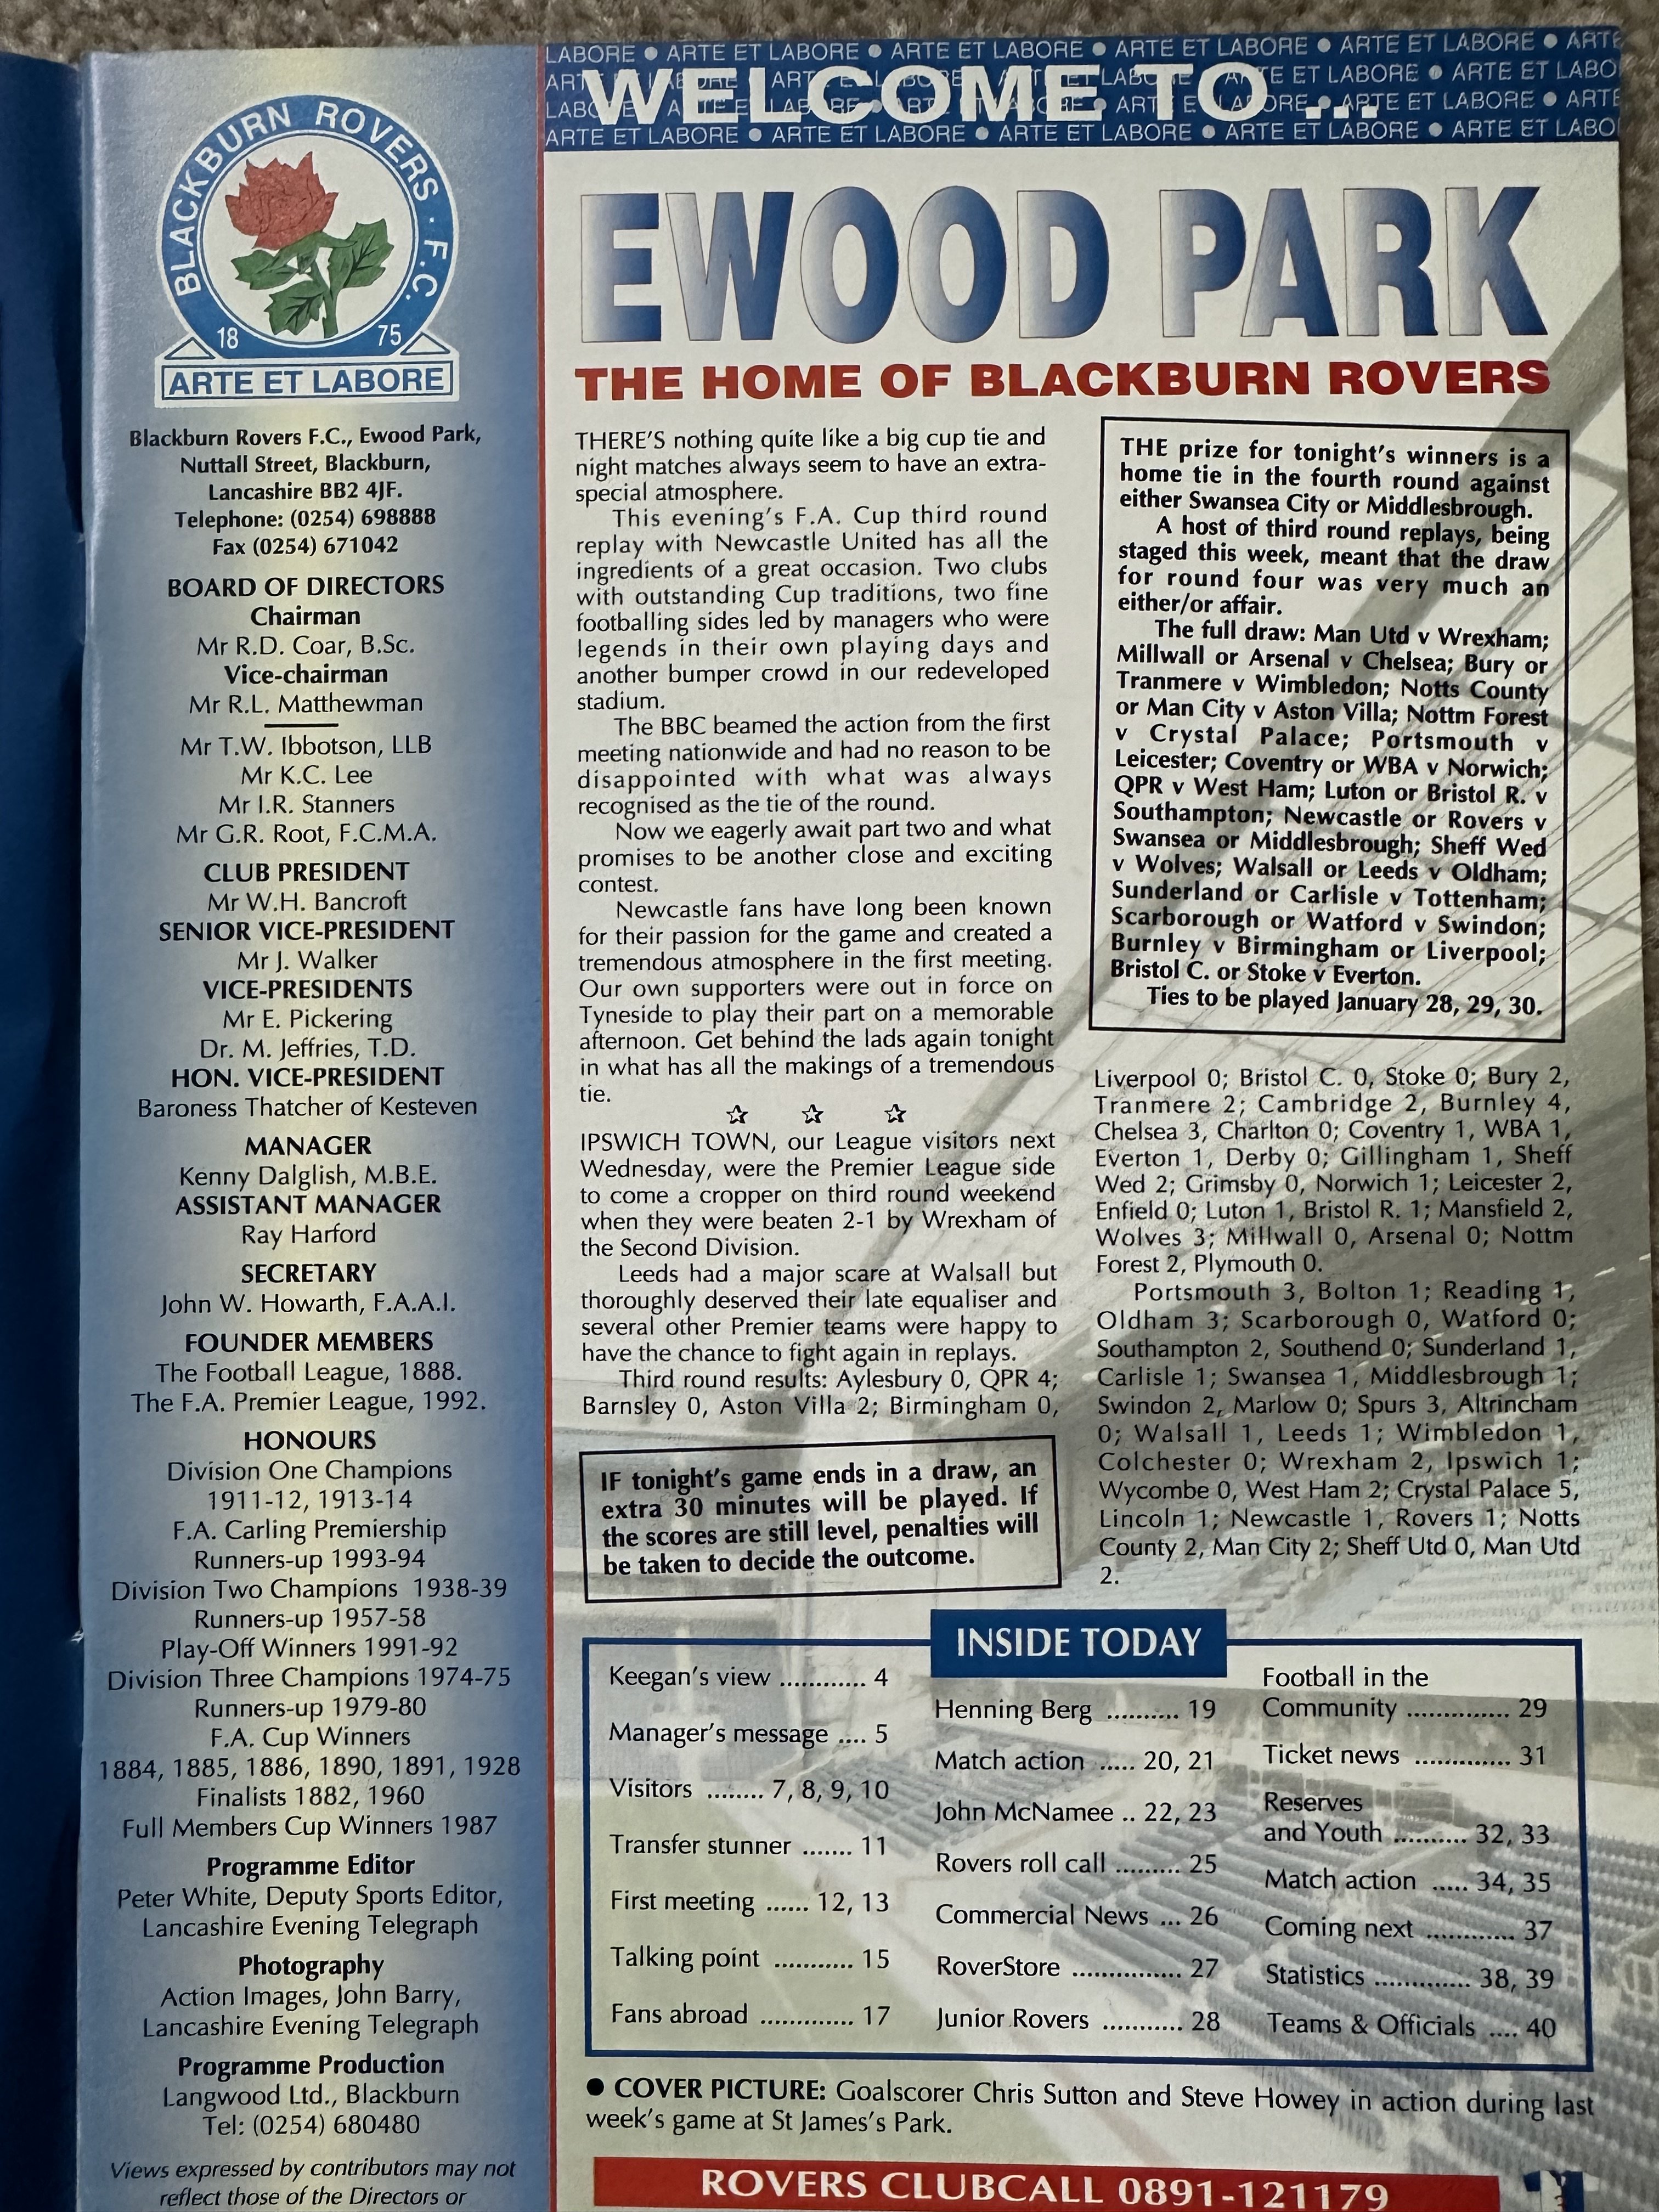 BLACKBURN ROVERS · F.C.
18 75
ARTE ET LABORE
Blackburn Rovers F.C., Ewood Park,
Nuttall Street, Blackburn,
Lancashire BB2 4JF.
Telephone: (0254) 698888
Fax (0254) 671042
BOARD OF DIRECTORS
Chairman
Mr R.D. Coar, B.Sc.
Vice-chairman
Mr R.L. Matthewman
Mr T.W. Ibbotson, LLB
Mr K.C. Lee
Mr I.R. Stanners
Mr G.R. Root, F.C.M.A.
CLUB PRESIDENT
Mr W.H. Bancroft
SENIOR VICE-PRESIDENT
Mr J. Walker
VICE-PRESIDENTS
Mr E. Pickering
Dr. M. Jeffries, T.D.
HON. VICE-PRESIDENT
Baroness Thatcher of Kesteven
MANAGER
Kenny Dalglish, M.B.E.
ASSISTANT MANAGER
Ray Harford
SECRETARY
John W. Howarth, F.A.A.I.
FOUNDER MEMBERS
The Football League, 1888.
The F.A. Premier League, 1992.
HONOURS
Division One Champions
1911-12, 1913-14
F.A. Carling Premiership
Runners-up 1993-94
Division Two Champions 1938-39
Runners-up 1957-58
Play-Off Winners 1991-92
Division Three Champions 1974-75
Runners-up 1979-80
F.A. Cup Winners
1884, 1885, 1886, 1890, 1891, 1928
Finalists 1882, 1960
Full Members Cup Winners 1987
Programme Editor
Peter White, Deputy Sports Editor,
Lancashire Evening Telegraph
Photography
Action Images, John Barry,
Lancashire Evening Telegraph
Programme Production
Langwood Ltd., Blackburn
Tel: (0254) 680480
Views expressed by contributors may not
reflect those of the Directors or
LABORE ● ARTE ET LABORE ● ARTE ET LABORE ● ARTE ET LABORE ● ARTE ET LABORE ● ARTE
WELCOME TO ...
ARTE ET LABORE ● ARTE ET LABORE ● ARTE ET LABORE ● ARTE ET LABORE ● ARTE ET LABO
EWOOD PARK
THE HOME OF BLACKBURN ROVERS
THERE'S nothing quite like a big cup tie and
night matches always seem to have an extra-
special atmosphere.
This evening's F.A. Cup third round
replay with Newcastle United has all the
ingredients of a great occasion. Two clubs
with outstanding Cup traditions, two fine
footballing sides led by managers who were
legends in their own playing days and
another bumper crowd in our redeveloped
stadium.
The BBC beamed the action from the first
meeting nationwide and had no reason to be
disappointed with what was always
recognised as the tie of the round.
Now we eagerly await part two and what
promises to be another close and exciting
contest.
Newcastle fans have long been known
for their passion for the game and created a
tremendous atmosphere in the first meeting.
Our own supporters were out in force on
Tyneside to play their part on a memorable
afternoon. Get behind the lads again tonight
in what has all the makings of a tremendous
tie.
☆ ☆ ☆
IPSWICH TOWN, our League visitors next
Wednesday, were the Premier League side
to come a cropper on third round weekend
when they were beaten 2-1 by Wrexham of
the Second Division.
Leeds had a major scare at Walsall but
thoroughly deserved their late equaliser and
several other Premier teams were happy to
have the chance to fight again in replays.
Third round results: Aylesbury 0, QPR 4;
Barnsley 0, Aston Villa 2; Birmingham 0,
IF tonight's game ends in a draw, an
extra 30 minutes will be played. If
the scores are still level, penalties will
be taken to decide the outcome.
THE prize for tonight's winners is a
home tie in the fourth round against
either Swansea City or Middlesbrough.
A host of third round replays, being
staged this week, meant that the draw
for round four was very much an
either/or affair.
The full draw: Man Utd v Wrexham;
Millwall or Arsenal v Chelsea; Bury or
Tranmere v Wimbledon; Notts County
or Man City v Aston Villa; Nottm Forest
v Crystal Palace; Portsmouth v
Leicester; Coventry or WBA v Norwich;
QPR v West Ham; Luton or Bristol R. v
Southampton; Newcastle or Rovers v
Swansea or Middlesbrough; Sheff Wed
v Wolves; Walsall or Leeds v Oldham;
Sunderland or Carlisle v Tottenham;
Scarborough or Watford v Swindon;
Burnley v Birmingham or Liverpool;
Bristol C. or Stoke v Everton.
Ties to be played January 28, 29, 30.
Liverpool 0; Bristol C. 0, Stoke 0; Bury 2,
Tranmere 2; Cambridge 2, Burnley 4,
Chelsea 3, Charlton 0; Coventry 1, WBA 1,
Everton 1, Derby 0; Gillingham 1, Sheff
Wed 2; Grimsby 0, Norwich 1; Leicester 2,
Enfield 0; Luton 1, Bristol R. 1; Mansfield 2,
Wolves 3; Millwall 0, Arsenal 0; Nottm
Forest 2, Plymouth 0.
Portsmouth 3, Bolton 1; Reading 1,
Oldham 3; Scarborough 0, Watford 0;
Southampton 2, Southend 0; Sunderland 1,
Carlisle 1; Swansea 1, Middlesbrough 1;
Swindon 2, Marlow 0; Spurs 3, Altrincham
0; Walsall 1, Leeds 1; Wimbledon 1,
Colchester 0; Wrexham 2, Ipswich 1;
Wycombe 0, West Ham 2; Crystal Palace 5,
Lincoln 1; Newcastle 1, Rovers 1; Notts
County 2, Man City 2; Sheff Utd 0, Man Utd
2.
INSIDE TODAY
Keegan's view ............ 4
Manager's message .... 5
Visitors ........ 7, 8, 9, 10
Transfer stunner ....... 11
First meeting ...... 12, 13
Talking point ........... 15
Fans abroad ............. 17
Henning Berg .......... 19
Match action ..... 20, 21
John McNamee .. 22, 23
Rovers roll call ......... 25
Commercial News ... 26
RoverStore ............... 27
Junior Rovers ........... 28
Football in the
Community .............. 29
Ticket news ............. 31
Reserves
and Youth .......... 32, 33
Match action ..... 34, 35
Coming next ............ 37
Statistics ............. 38, 39
Teams & Officials .... 40
● COVER PICTURE: Goalscorer Chris Sutton and Steve Howey in action during last
week's game at St James's Park.
ROVERS CLUBCALL 0891-121179